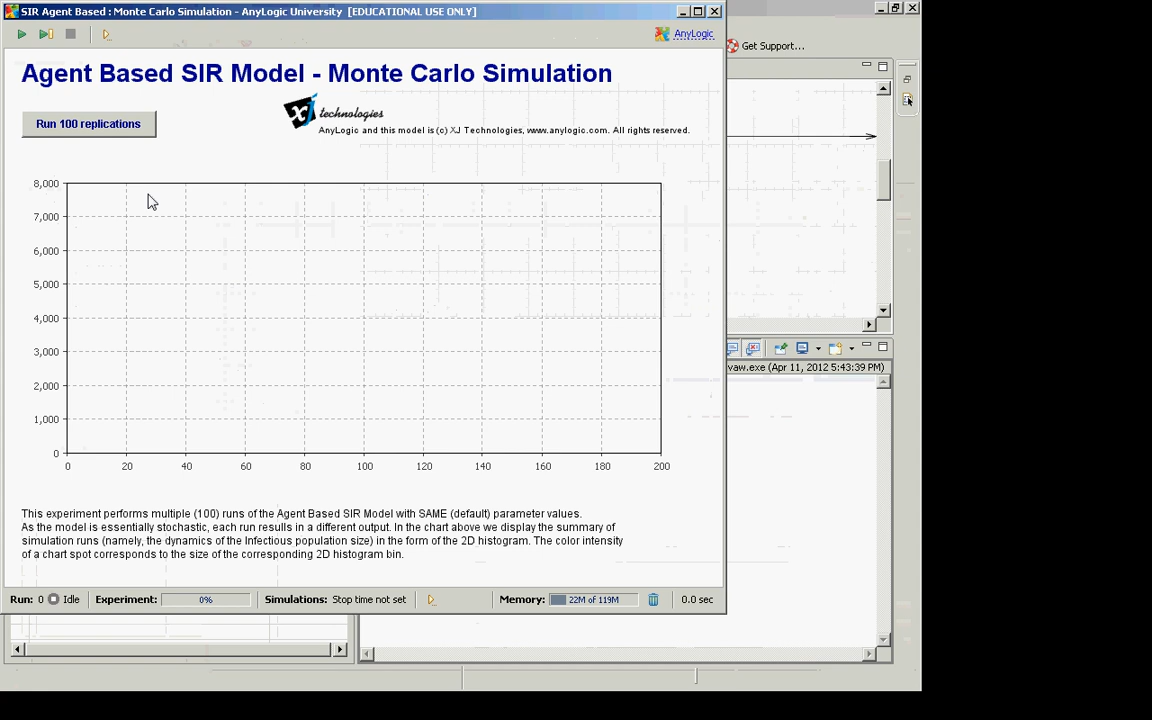 SIR Agent Based : Monte Carlo Simulation - AnyLogic University [EDUCATIONAL USE ONLY]
AnyLogic
Get Support...
Agent Based SIR Model - Monte Carlo Simulation
Run 100 replications
XJ technologies
AnyLogic and this model is (c) XJ Technologies, www.anylogic.com. All rights reserved.
8,000
7,000
6,000
5,000
4,000
3,000
2,000
1,000
0
0 20 40 60 80 100 120 140 160 180 200
vaw.exe (Apr 11, 2012 5:43:39 PM)
This experiment performs multiple (100) runs of the Agent Based SIR Model with SAME (default) parameter values.
As the model is essentially stochastic, each run results in a different output. In the chart above we display the summary of
simulation runs (namely, the dynamics of the Infectious population size) in the form of the 2D histogram. The color intensity
of a chart spot corresponds to the size of the corresponding 2D histogram bin.
Run: 0 Idle Experiment: 0% Simulations: Stop time not set Memory: 22M of 119M 0.0 sec